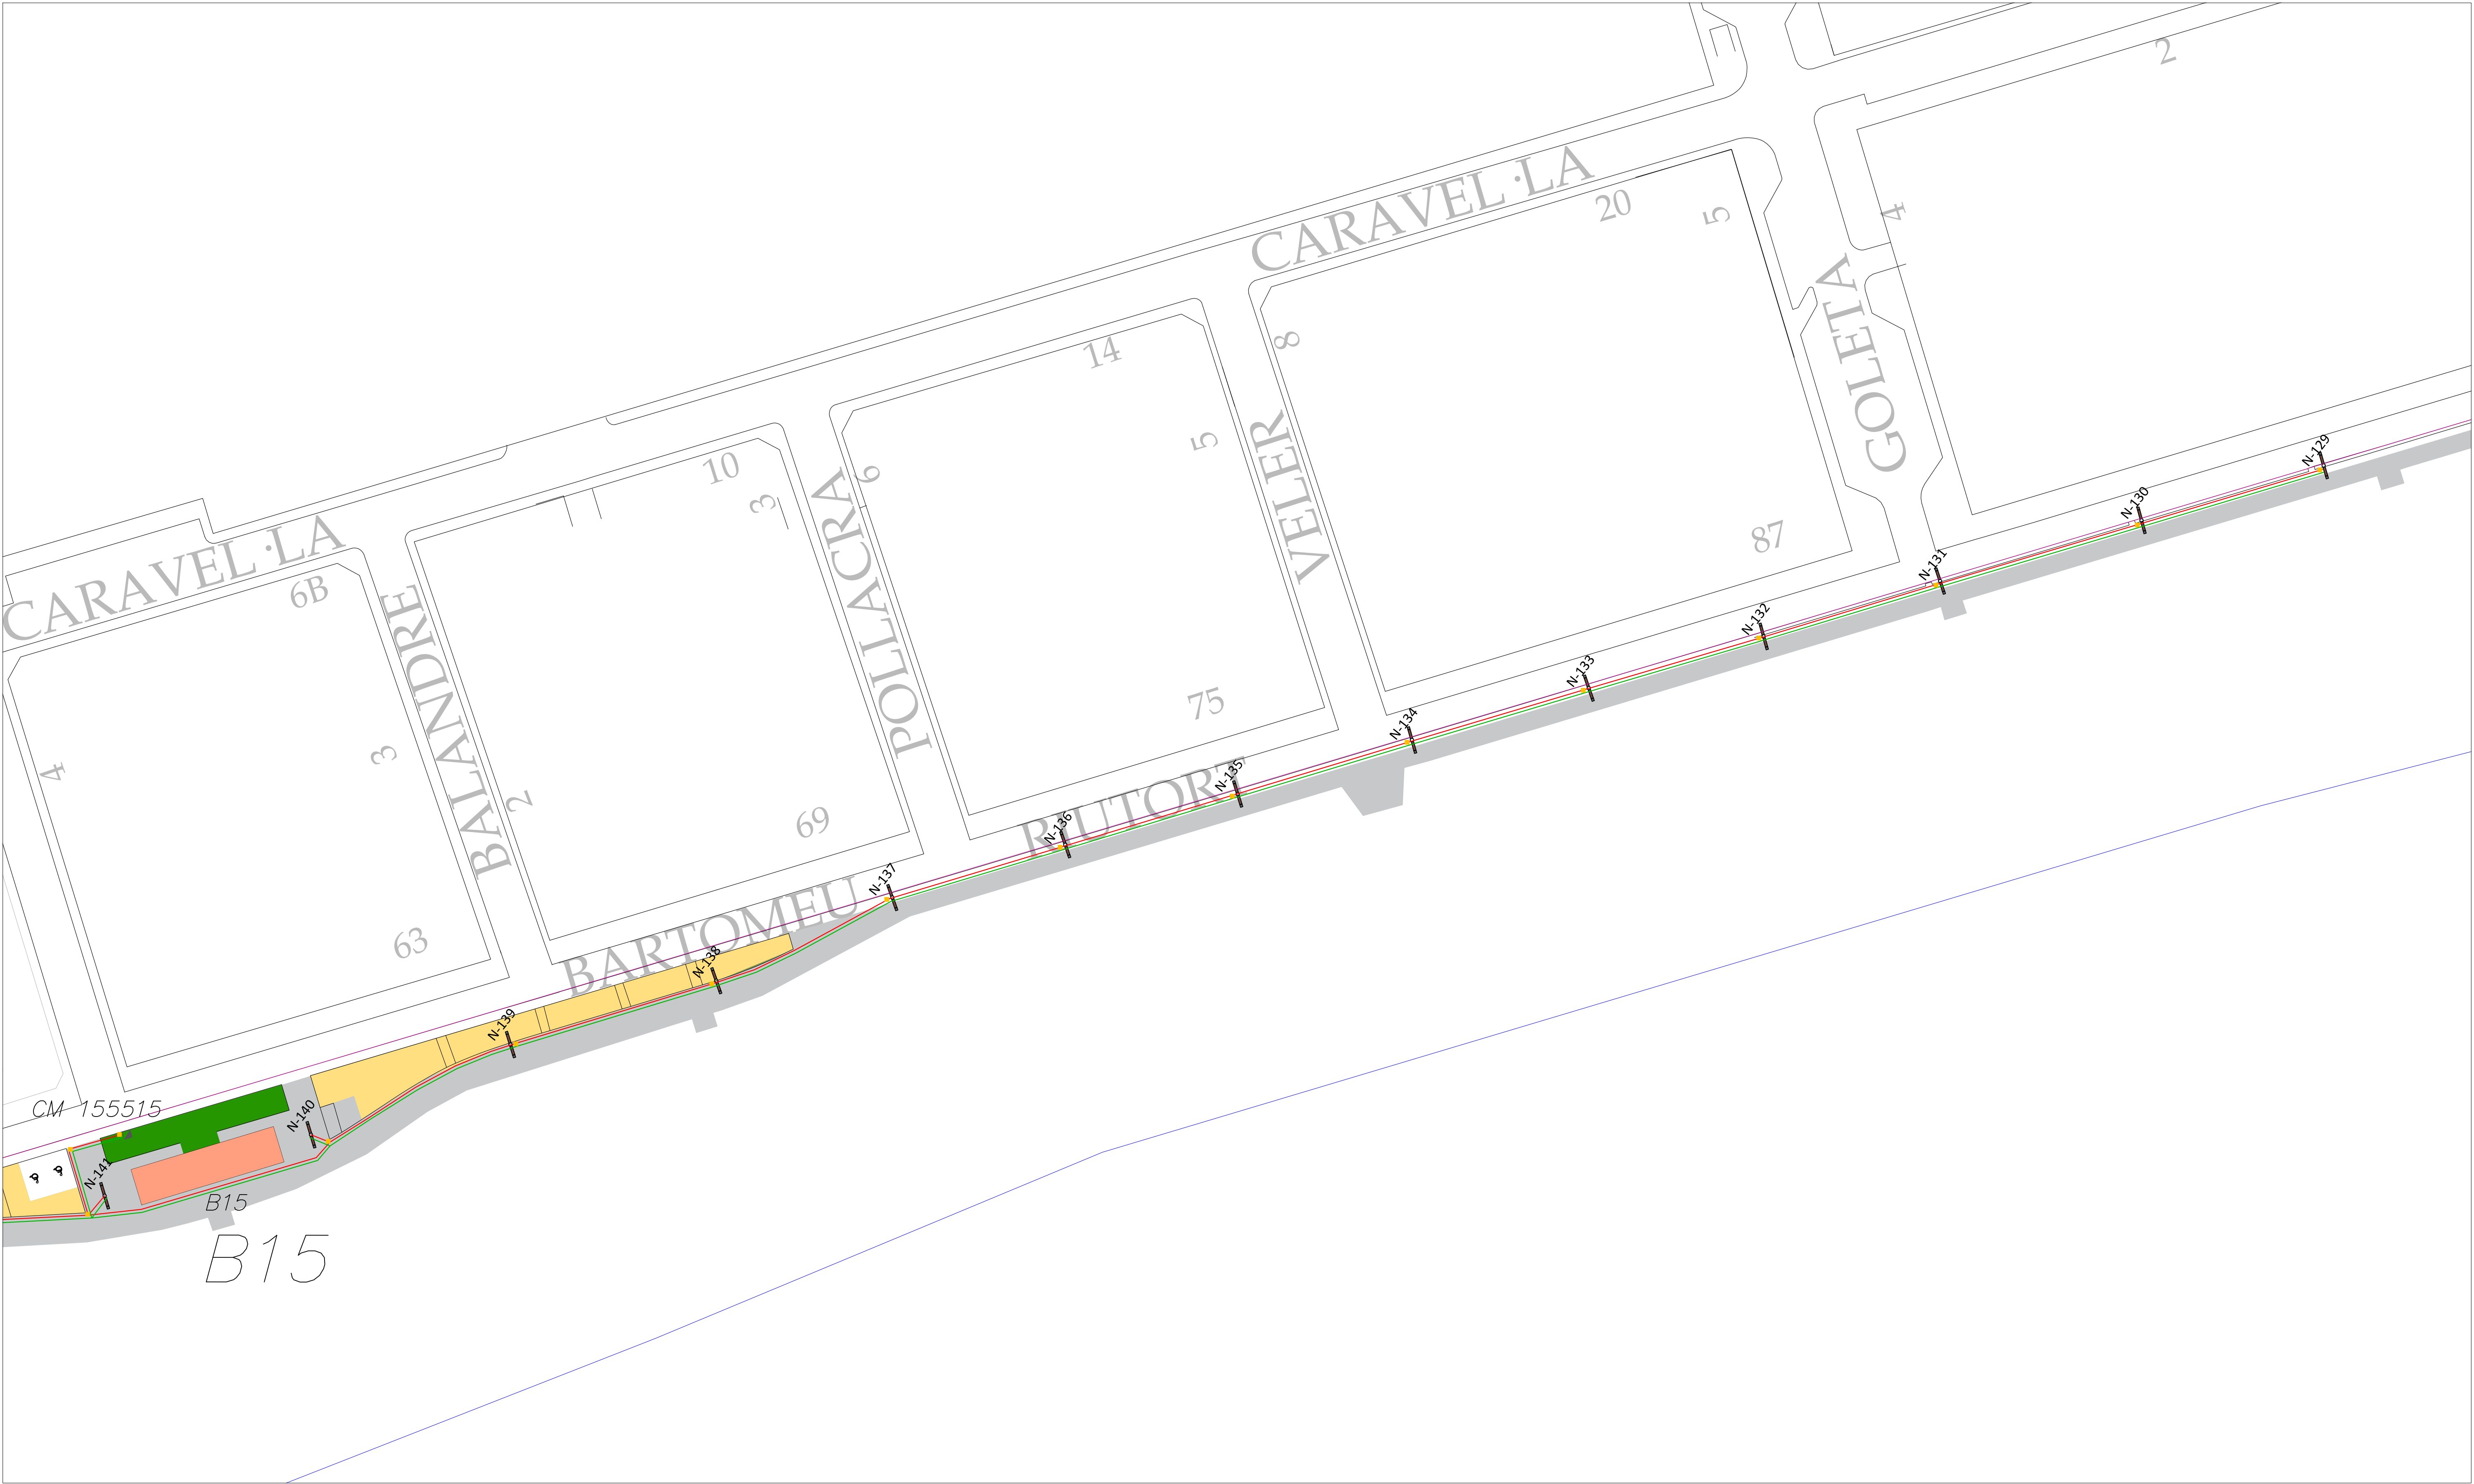 2
CARAVEL·LA
20
5
4
GOLETA
8
14
5
VELER
87
10
3
6
POLLACRA
75
CARAVEL·LA
6B
BALANDRE
4
3
2
69
63
BARTOMEU
RIUTORT
N-129
N-130
N-131
N-132
N-133
N-134
N-135
N-136
N-137
N-138
N-139
N-140
N-141
CM 155515
B15
B15